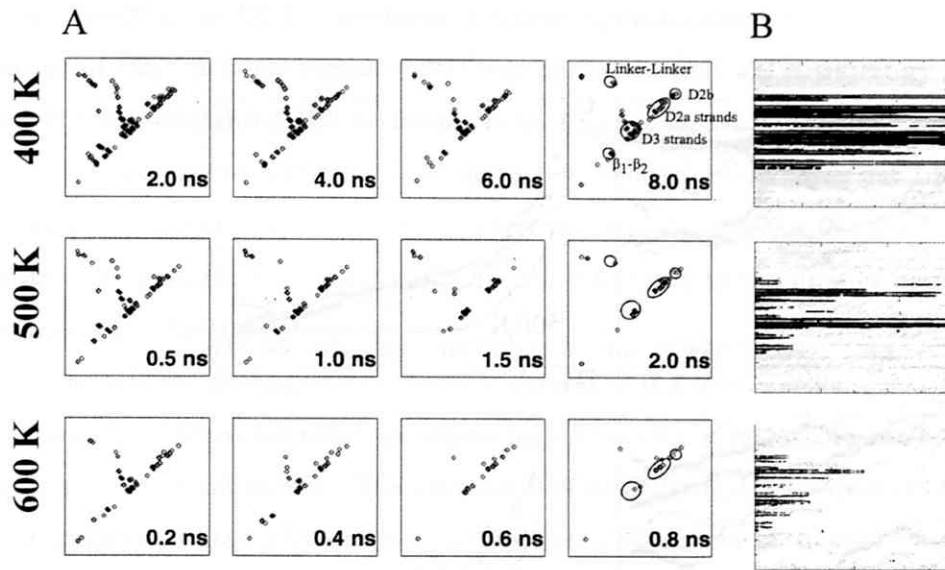 A
B
400 K
2.0 ns
4.0 ns
6.0 ns
Linker-Linker
D2b
D2a strands
D3 strands
β₁-β₂
8.0 ns
500 K
0.5 ns
1.0 ns
1.5 ns
2.0 ns
600 K
0.2 ns
0.4 ns
0.6 ns
0.8 ns